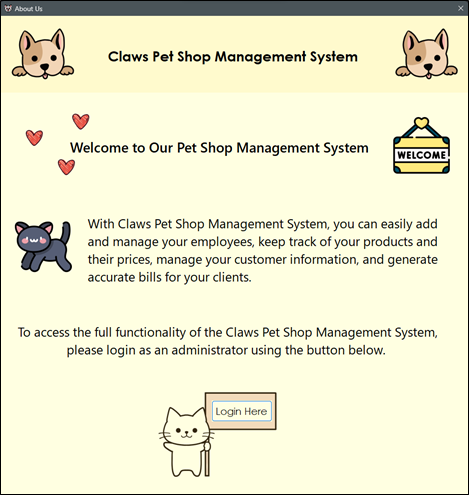 About Us
Claws Pet Shop Management System
Welcome to Our Pet Shop Management System
WELCOME
With Claws Pet Shop Management System, you can easily add
and manage your employees, keep track of your products and
their prices, manage your customer information, and generate
accurate bills for your clients.
To access the full functionality of the Claws Pet Shop Management System,
please login as an administrator using the button below.
Login Here